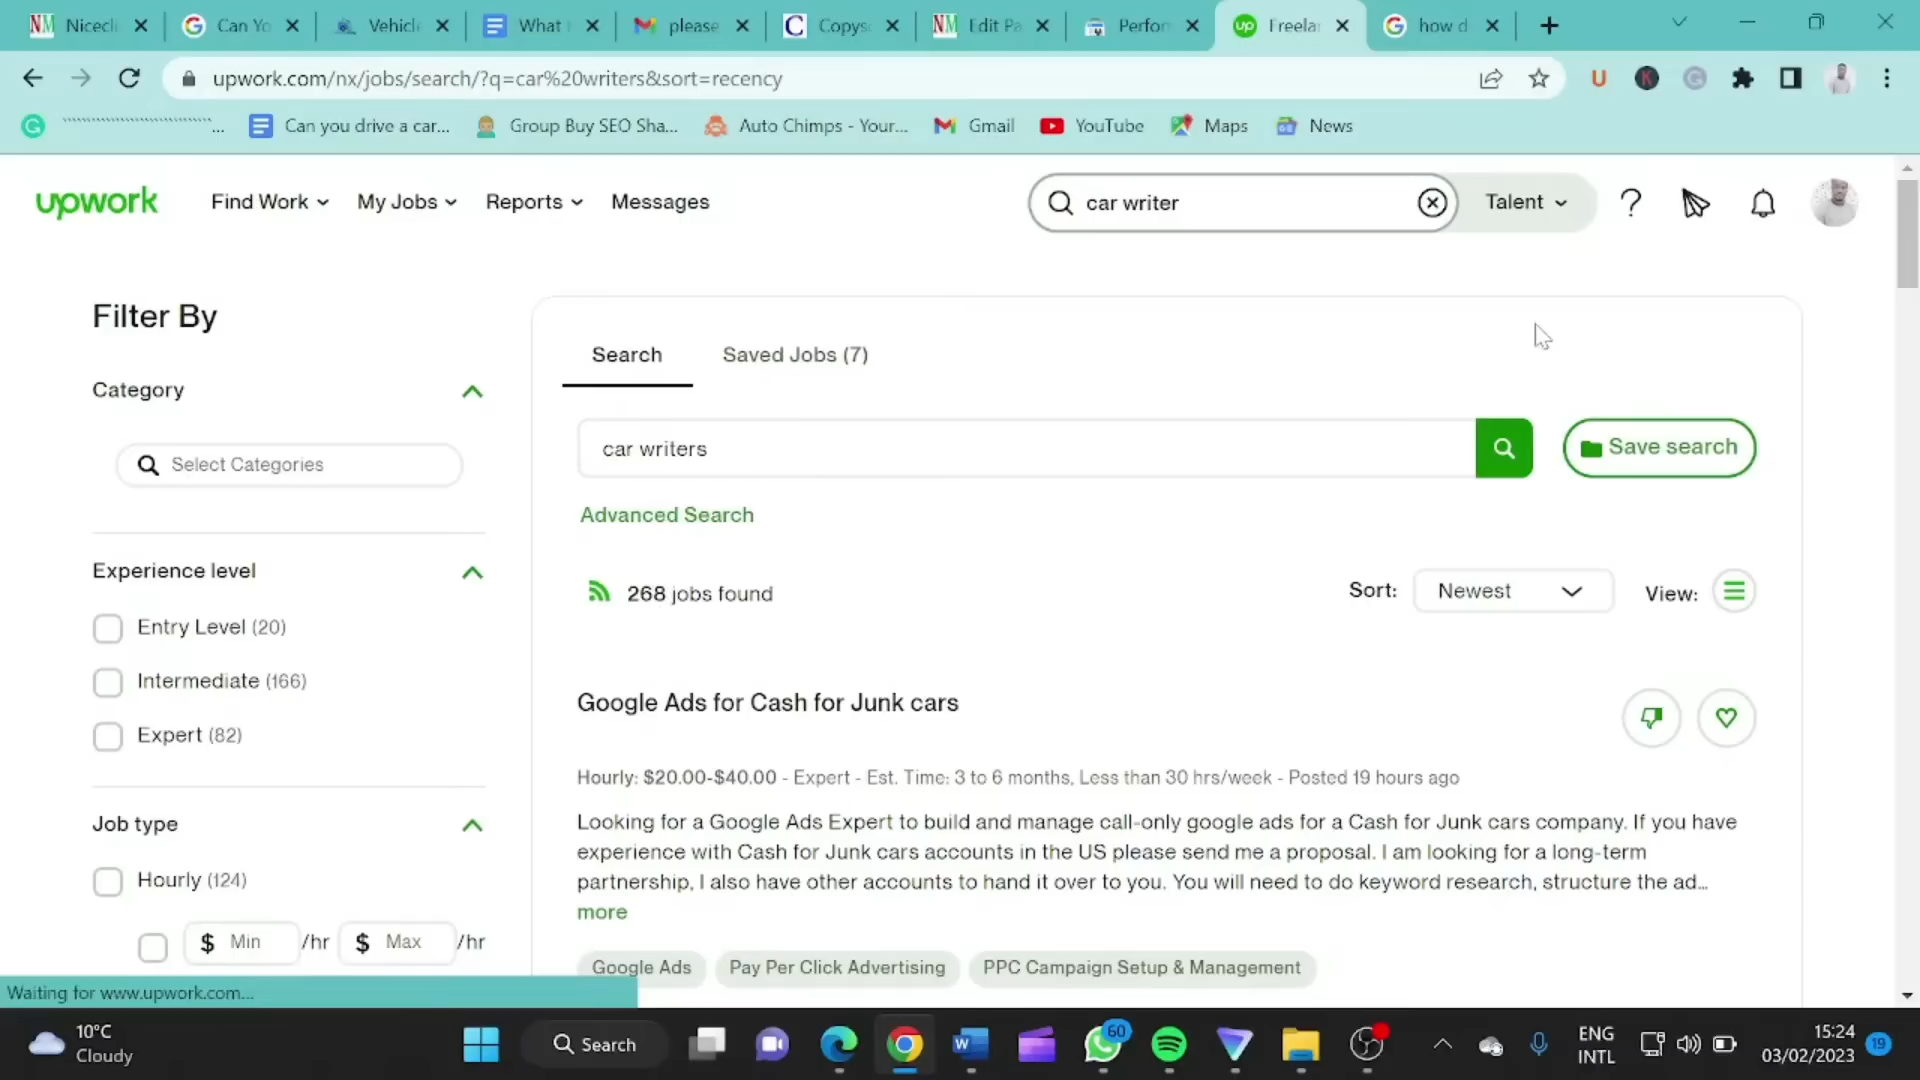 Nicecli
Can Yo
Vehicle
What
please
Copysc
Edit Pa
Perfor
Freela
how d
upwork.com/nx/jobs/search/?q=car%20writers&sort=recency
Can you drive a car...
Group Buy SEO Sha...
Auto Chimps - Your...
Gmail
YouTube
Maps
News
upwork
Find Work
My Jobs
Reports
Messages
car writer
Talent
Filter By
Category
Select Categories
Experience level
Entry Level (20)
Intermediate (166)
Expert (82)
Job type
Hourly (124)
$ Min /hr $ Max /hr
Search
Saved Jobs (7)
car writers
Save search
Advanced Search
268 jobs found
Sort: Newest
View:
Google Ads for Cash for Junk cars
Hourly: $20.00-$40.00 - Expert - Est. Time: 3 to 6 months, Less than 30 hrs/week - Posted 19 hours ago
Looking for a Google Ads Expert to build and manage call-only google ads for a Cash for Junk cars company. If you have
experience with Cash for Junk cars accounts in the US please send me a proposal. I am looking for a long-term
partnership, I also have other accounts to hand it over to you. You will need to do keyword research, structure the ad...
more
Google Ads
Pay Per Click Advertising
PPC Campaign Setup & Management
Waiting for www.upwork.com...
10°C
Cloudy
Search
60
ENG
INTL
15:24
03/02/2023
19